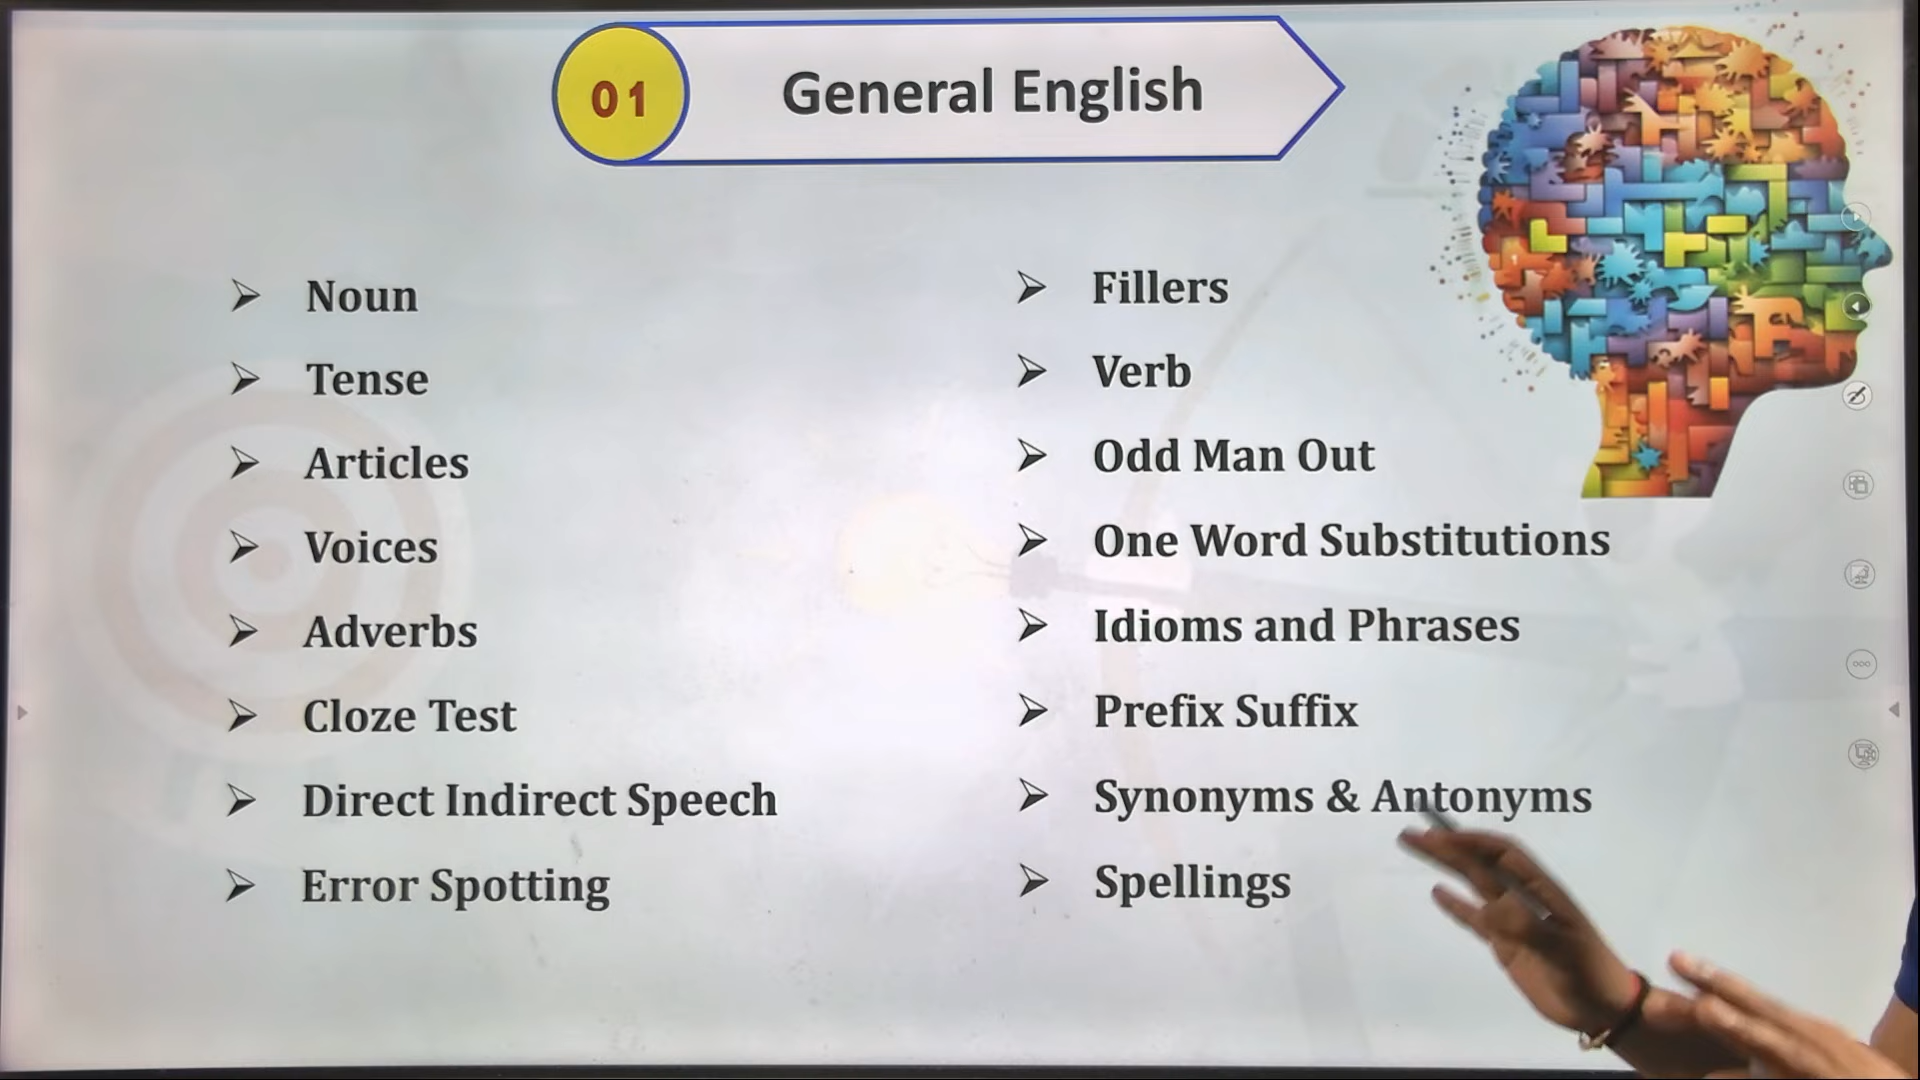 01
General English
Noun
Tense
Articles
Voices
Adverbs
Cloze Test
Direct Indirect Speech
Error Spotting
Fillers
Verb
Odd Man Out
One Word Substitutions
Idioms and Phrases
Prefix Suffix
Synonyms & Antonyms
Spellings